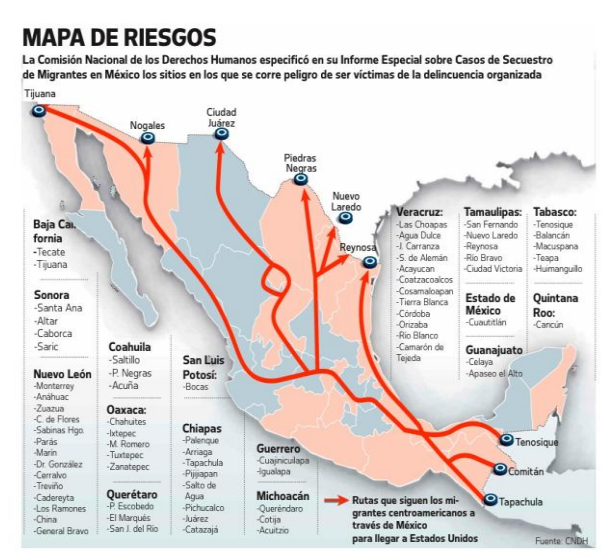 MAPA DE RIESGOS
La Comisión Nacional de los Derechos Humanos especificó en su Informe Especial sobre Casos de Secuestro
de Migrantes en México los sitios en los que se corre peligro de ser víctimas de la delincuencia organizada
Tijuana
Nogales
Ciudad
Juárez
Piedras
Negras
Nuevo
Laredo
Reynosa
Baja Cali
fornia
-Tecate
-Tijuana
Sonora
-Santa Ana
-Altar
-Caborca
-Saric
Nuevo León
-Monterrey
-Anáhuac
-Zuazua
-C. de Flores
-Sabinas Hgo.
-Parás
-Marin
-Dr. González
-Cerralvo
-Treviño
-Cadereyta
-Los Ramones
-China
-General Bravo
Coahuila
-Saltillo
-P. Negras
-Acuña
Oaxaca:
-Chahutes
-Ixtepec
-M. Romero
-Tuxtepec
-Zanatepec
Querétaro
-P. Escobedo
-El Marqués
-San J. del Río
San Luis
Potosí:
-Bocas
Chiapas
-Palenque
-Arriaga
-Tapachula
-Pijijiapan
-Salto de
Agua
-Pichucalco
-Juárez
-Catazajá
Guerrero
-Cuajiniculapa
-Igualapa
Michoacán
-Queréndaro
-Cotija
-Acuitzio
Veracruz:
-Las Choapas
-Agua Dulce
-J. Carranza
-S. de Alemán
-Acayucan
-Coatzacoalcos
-Cosamaloapan
-Tierra Blanca
-Córdoba
-Orizaba
-Río Blanco
-Camarón de
Tejeda
Tamaulipas:
-San Fernando
-Nuevo Laredo
-Reynosa
-Río Bravo
-Ciudad Victoria
Estado de
México
-Cuautitlán
Guanajuato
-Celaya
-Apaseo el Alto
Tabasco:
-Tenosique
-Balancán
-Macuspana
-Teapa
-Huimanguillo
Quintana
Roo:
-Cancún
Tenosique
Comitán
Tapachula
Rutas que siguen los mi-
grantes centroamericanos a
través de México
para llegar a Estados Unidos
Fuente: CNDH